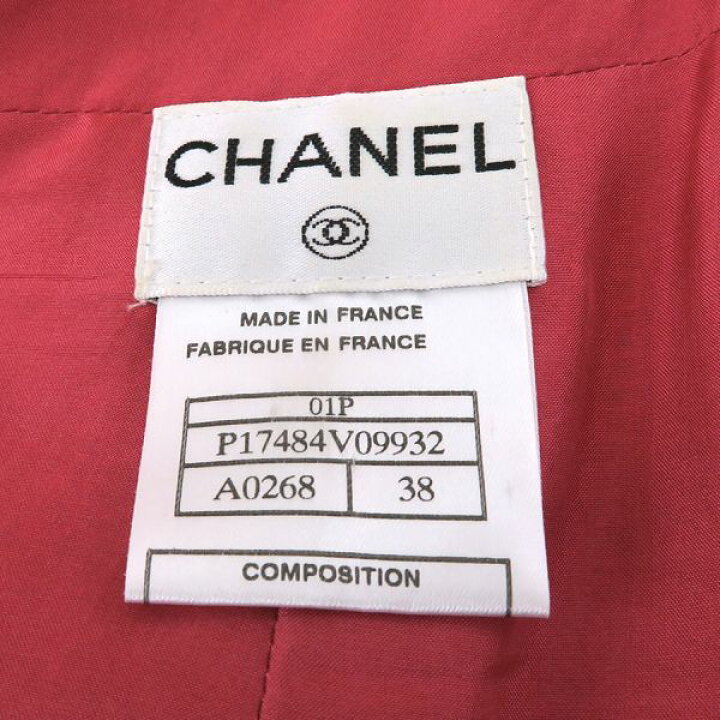 CHANEL
MADE IN FRANCE
FABRIQUE EN FRANCE
01P
P17484V09932
A0268 38
COMPOSITION